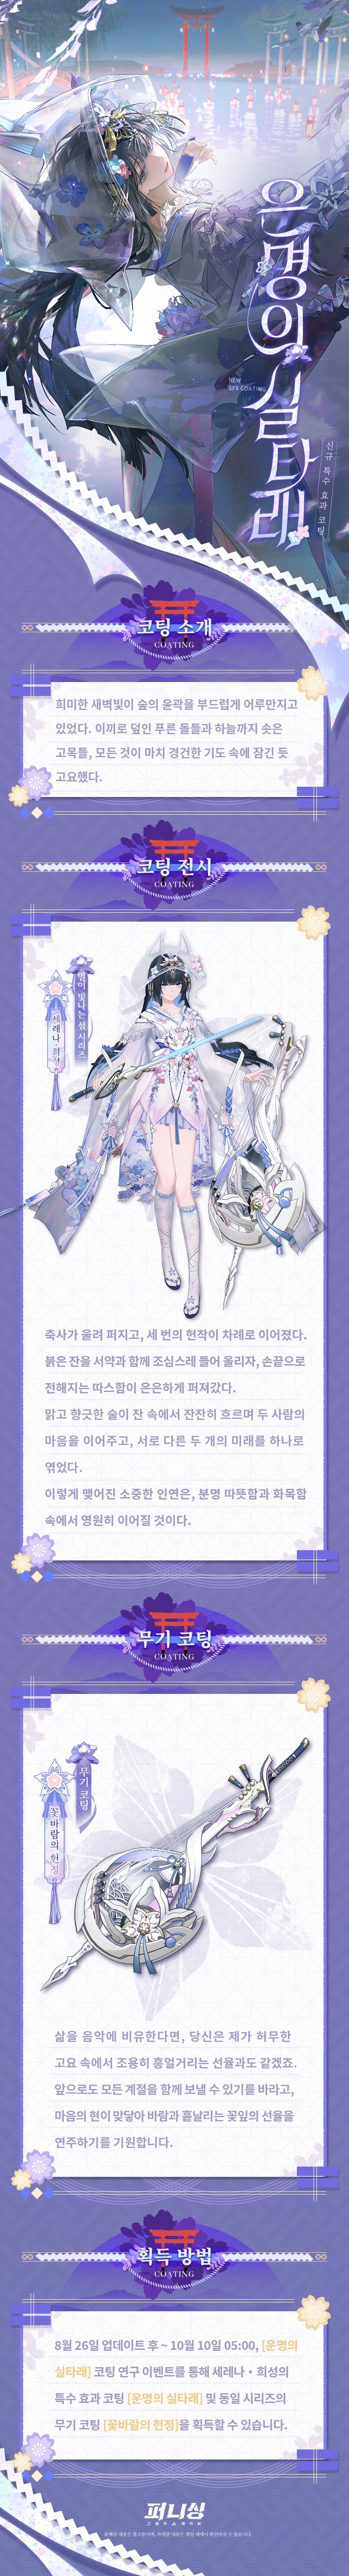 운명의 실타래
NEW
SFX COATING
신규 특수 효과 코팅
코팅 소개
COATING
희미한 새벽빛이 숲의 윤곽을 부드럽게 어루만지고
있었다. 이끼로 덮인 푸른 돌들과 하늘까지 솟은
고목들, 모든 것이 마치 경건한 기도 속에 잠긴 듯
고요했다.
코팅 전시
COATING
빛나는 설 시리즈
세레나·희성
축사가 울려 퍼지고, 세 번의 헌작이 차례로 이어졌다.
붉은 잔을 서약과 함께 조심스레 들어 올리자, 손끝으로
전해지는 따스함이 은은하게 퍼져갔다.
맑고 향긋한 술이 잔 속에서 잔잔히 흐르며 두 사람의
마음을 이어주고, 서로 다른 두 개의 미래를 하나로
엮었다.
이렇게 맺어진 소중한 인연은, 분명 따뜻함과 화목함
속에서 영원히 이어질 것이다.
무기 코팅
COATING
무기 코팅
꽃바람의 현정
삶을 음악에 비유한다면, 당신은 제가 허무한
고요 속에서 조용히 흥얼거리는 선율과도 같겠죠.
앞으로도 모든 계절을 함께 보낼 수 있기를 바라고,
마음의 현이 맞닿아 바람과 흩날리는 꽃잎의 선율을
연주하기를 기원합니다.
획득 방법
COATING
8월 26일 업데이트 후 ~ 10월 10일 05:00, [운명의
실타래] 코팅 연구 이벤트를 통해 세레나·희성의
특수 효과 코팅 [운명의 실타래] 및 동일 시리즈의
무기 코팅 [꽃바람의 현정]을 획득할 수 있습니다.
퍼니싱
그레이 레이븐